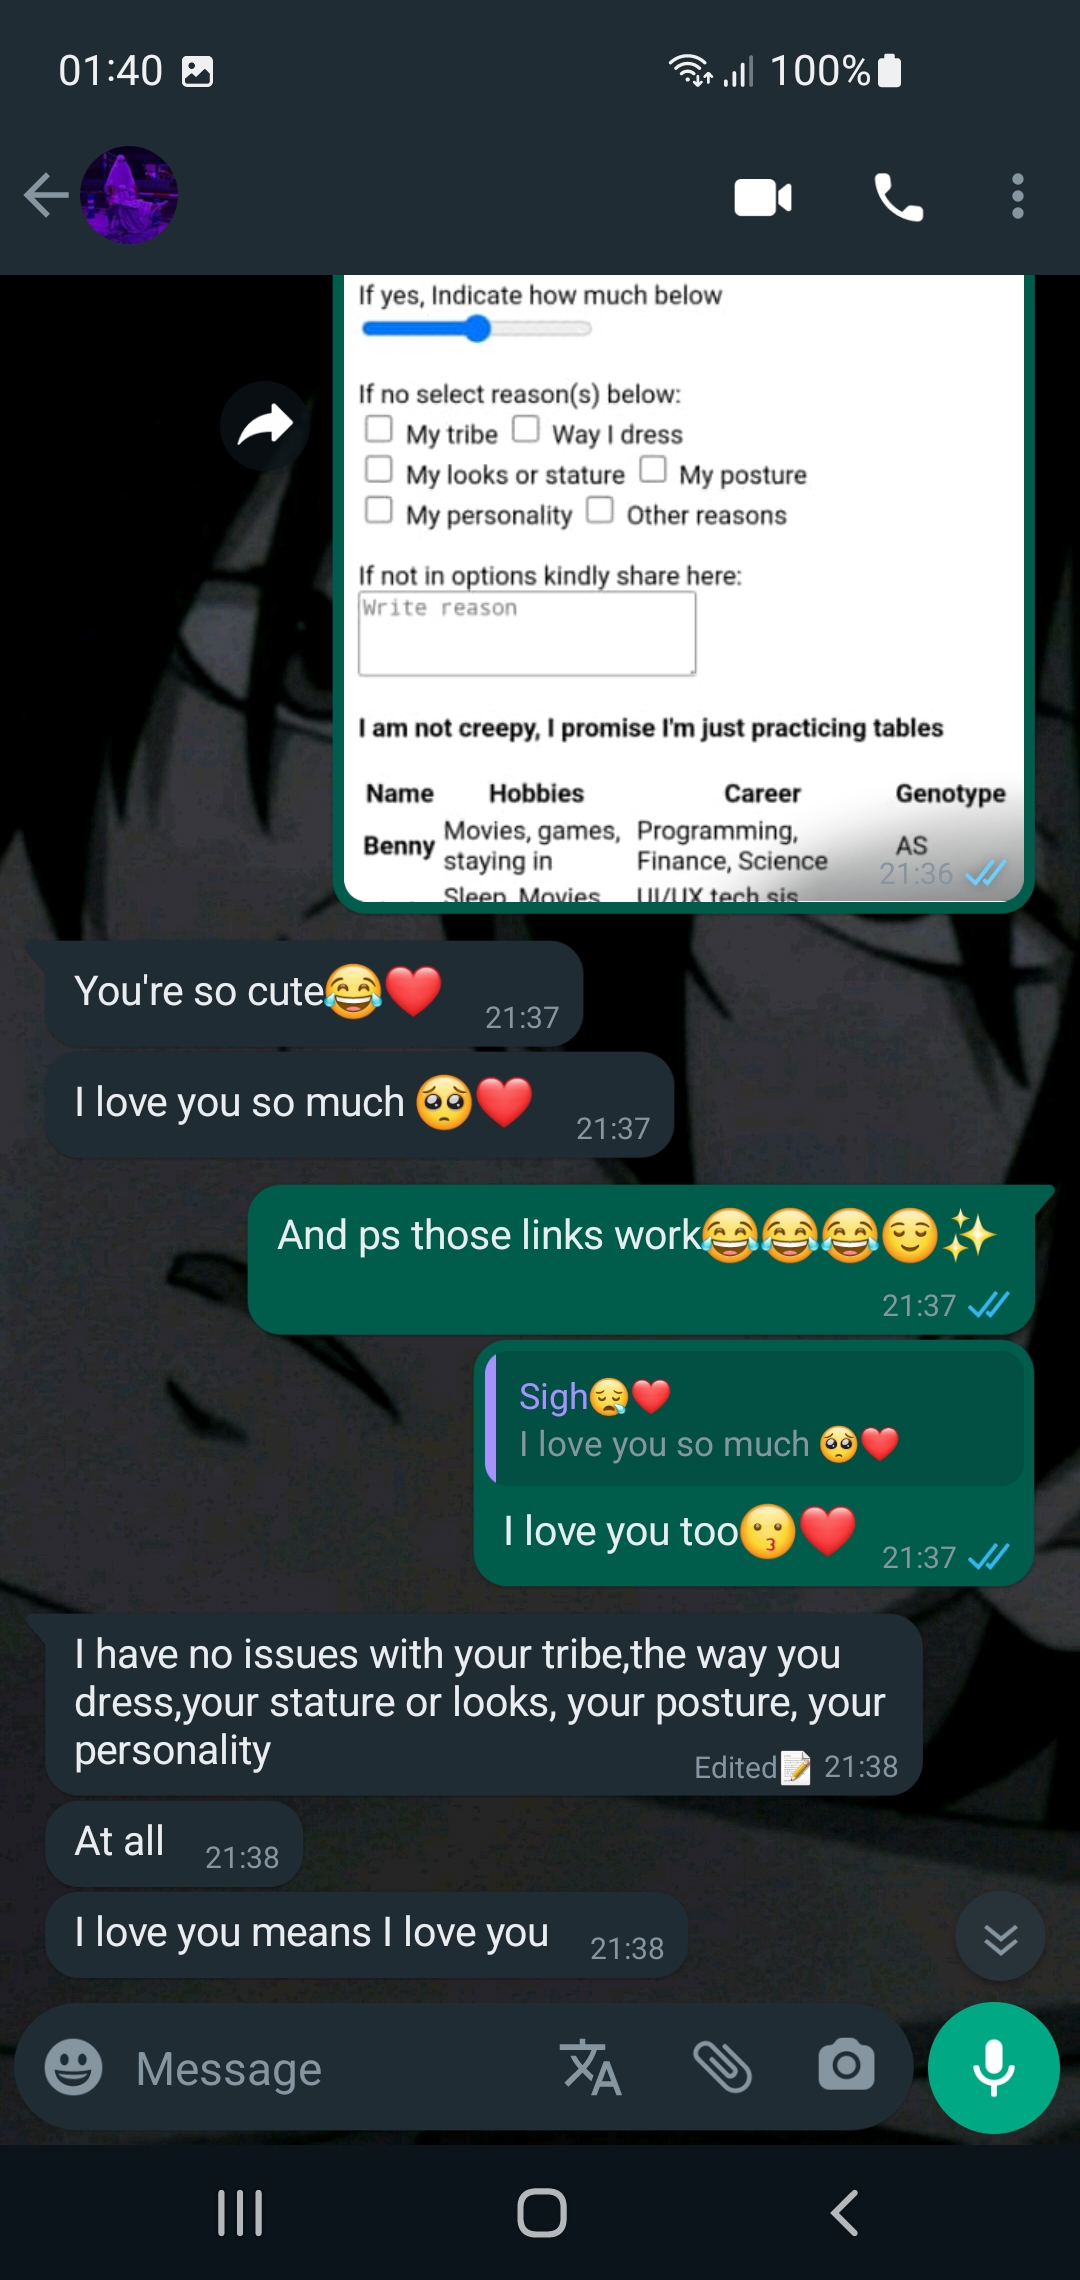 01:40
100%
If yes, Indicate how much below
If no select reason(s) below:
My tribe Way I dress
My looks or stature My posture
My personality Other reasons
If not in options kindly share here:
Write reason
I am not creepy, I promise I'm just practicing tables
Name Hobbies Career Genotype
Benny Movies, games, staying in Programming, Finance, Science AS
21:36
Sleep, Movies UI/UX tech sis
You're so cute😂❤️ 21:37
I love you so much 🥺❤️ 21:37
And ps those links work😂😂😂😌✨
21:37
Sigh😪❤️
I love you so much 🥺❤️
I love you too😗❤️ 21:37
I have no issues with your tribe,the way you
dress,your stature or looks, your posture, your
personality Edited📝 21:38
At all 21:38
I love you means I love you 21:38
Message